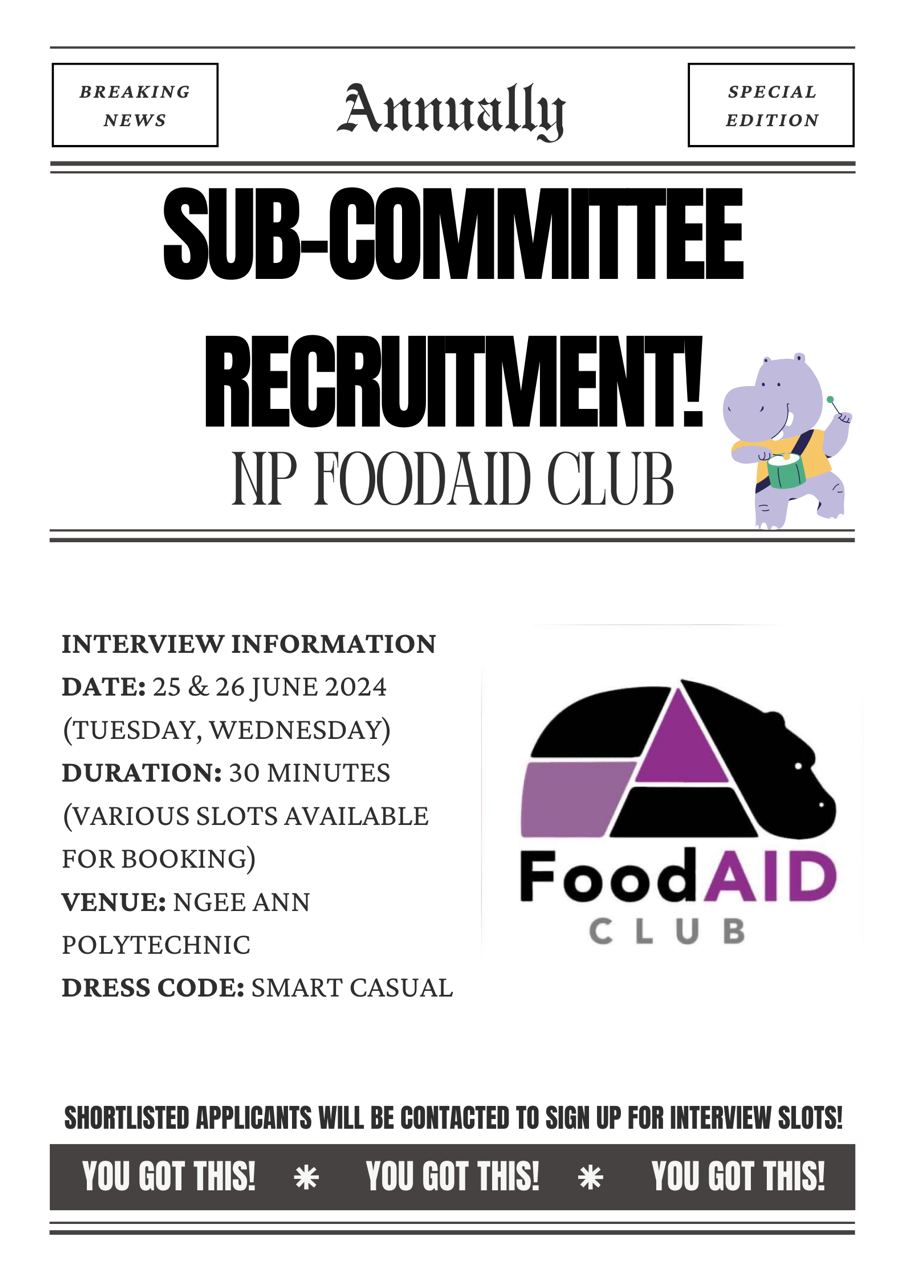 BREAKING
NEWS
Annually
SPECIAL
EDITION
SUB-COMMITTEE
RECRUITMENT!
NP FOODAID CLUB
INTERVIEW INFORMATION
DATE: 25 & 26 JUNE 2024
(TUESDAY, WEDNESDAY)
DURATION: 30 MINUTES
(VARIOUS SLOTS AVAILABLE
FOR BOOKING)
VENUE: NGEE ANN
POLYTECHNIC
DRESS CODE: SMART CASUAL
FoodAID
CLUB
SHORTLISTED APPLICANTS WILL BE CONTACTED TO SIGN UP FOR INTERVIEW SLOTS!
YOU GOT THIS! YOU GOT THIS! YOU GOT THIS!